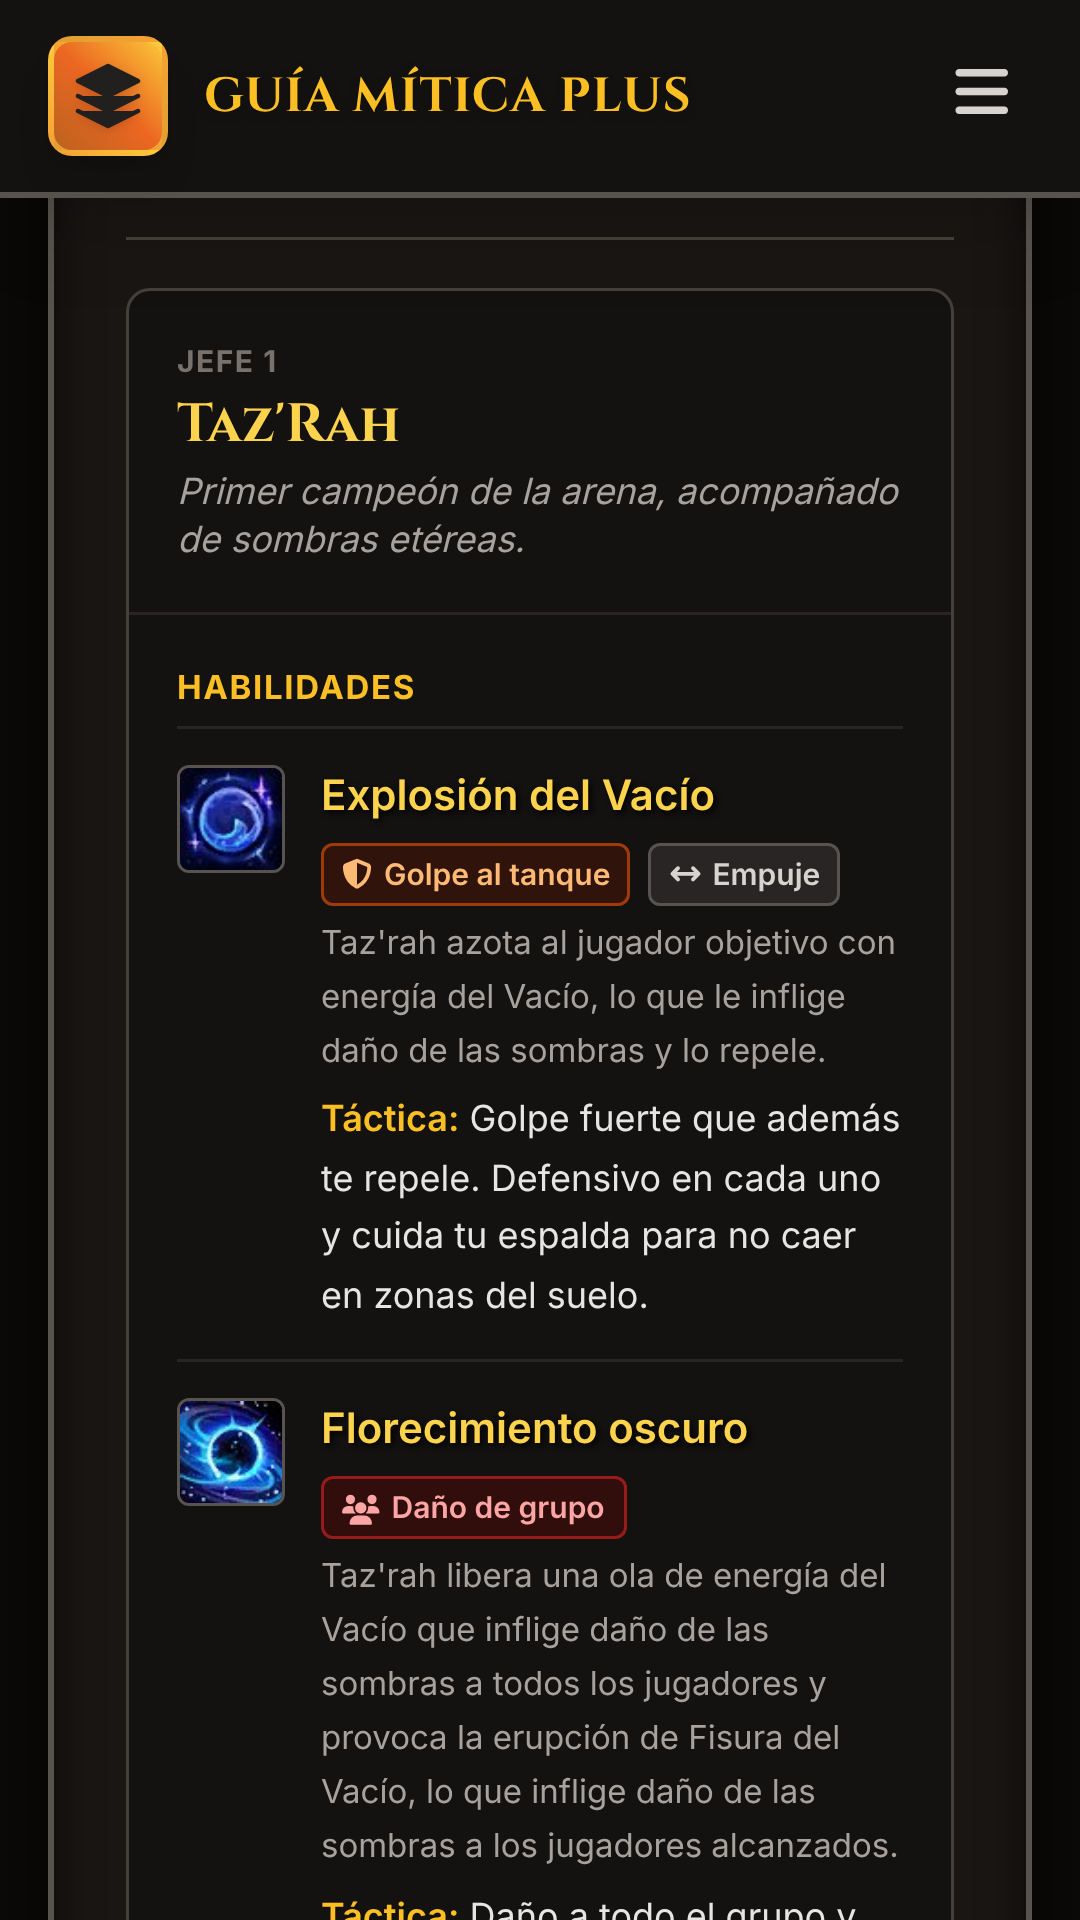 GUÍA MÍTICA PLUS
JEFE 1
Taz'Rah
Primer campeón de la arena, acompañado
de sombras etéreas.
HABILIDADES
Explosión del Vacío
Golpe al tanque
Empuje
Taz'rah azota al jugador objetivo con
energía del Vacío, lo que le inflige
daño de las sombras y lo repele.
Táctica: Golpe fuerte que además
te repele. Defensivo en cada uno
y cuida tu espalda para no caer
en zonas del suelo.
Florecimiento oscuro
Daño de grupo
Taz'rah libera una ola de energía del
Vacío que inflige daño de las
sombras a todos los jugadores y
provoca la erupción de Fisura del
Vacío, lo que inflige daño de las
sombras a los jugadores alcanzados.
Táctica: Daño a todo el grupo y